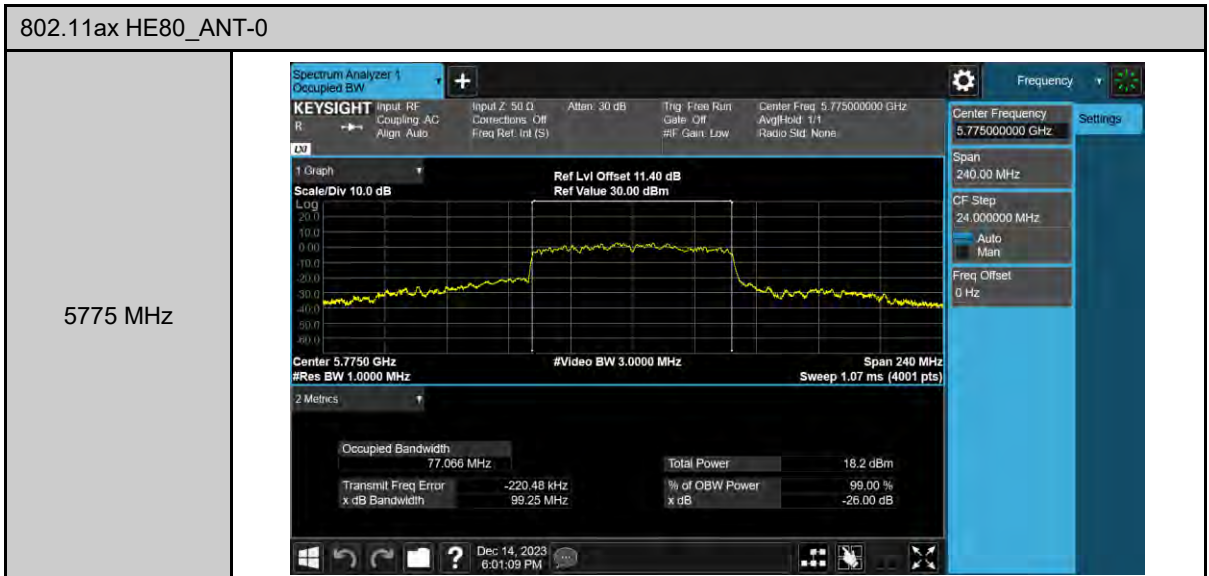 802.11ax HE80_ANT-0
5775 MHz
Spectrum Analyzer 1
Occupied BW
+
Frequency
KEYSIGHT
R
LXI
Input: RF
Coupling: AC
Align: Auto
Input Z: 50 Ω
Corrections: Off
Freq Ref: Int (S)
Atten: 30 dB
Trig: Free Run
Gate: Off
#IF Gain: Low
Center Freq: 5.775000000 GHz
Avg|Hold: 1/1
Radio Std: None
Center Frequency
5.775000000 GHz
Settings
Span
240.00 MHz
CF Step
24.000000 MHz
Auto
Man
Freq Offset
0 Hz
1 Graph
Scale/Div 10.0 dB
Ref Lvl Offset 11.40 dB
Ref Value 30.00 dBm
Log
20.0
10.0
0.00
-10.0
-20.0
-30.0
-40.0
-50.0
-60.0
Center 5.7750 GHz
#Video BW 3.0000 MHz
Span 240 MHz
#Res BW 1.0000 MHz
Sweep 1.07 ms (4001 pts)
2 Metrics
Occupied Bandwidth
77.066 MHz
Total Power 18.2 dBm
Transmit Freq Error -220.48 kHz
% of OBW Power 99.00 %
x dB Bandwidth 99.25 MHz
x dB -26.00 dB
?
Dec 14, 2023
6:01:09 PM